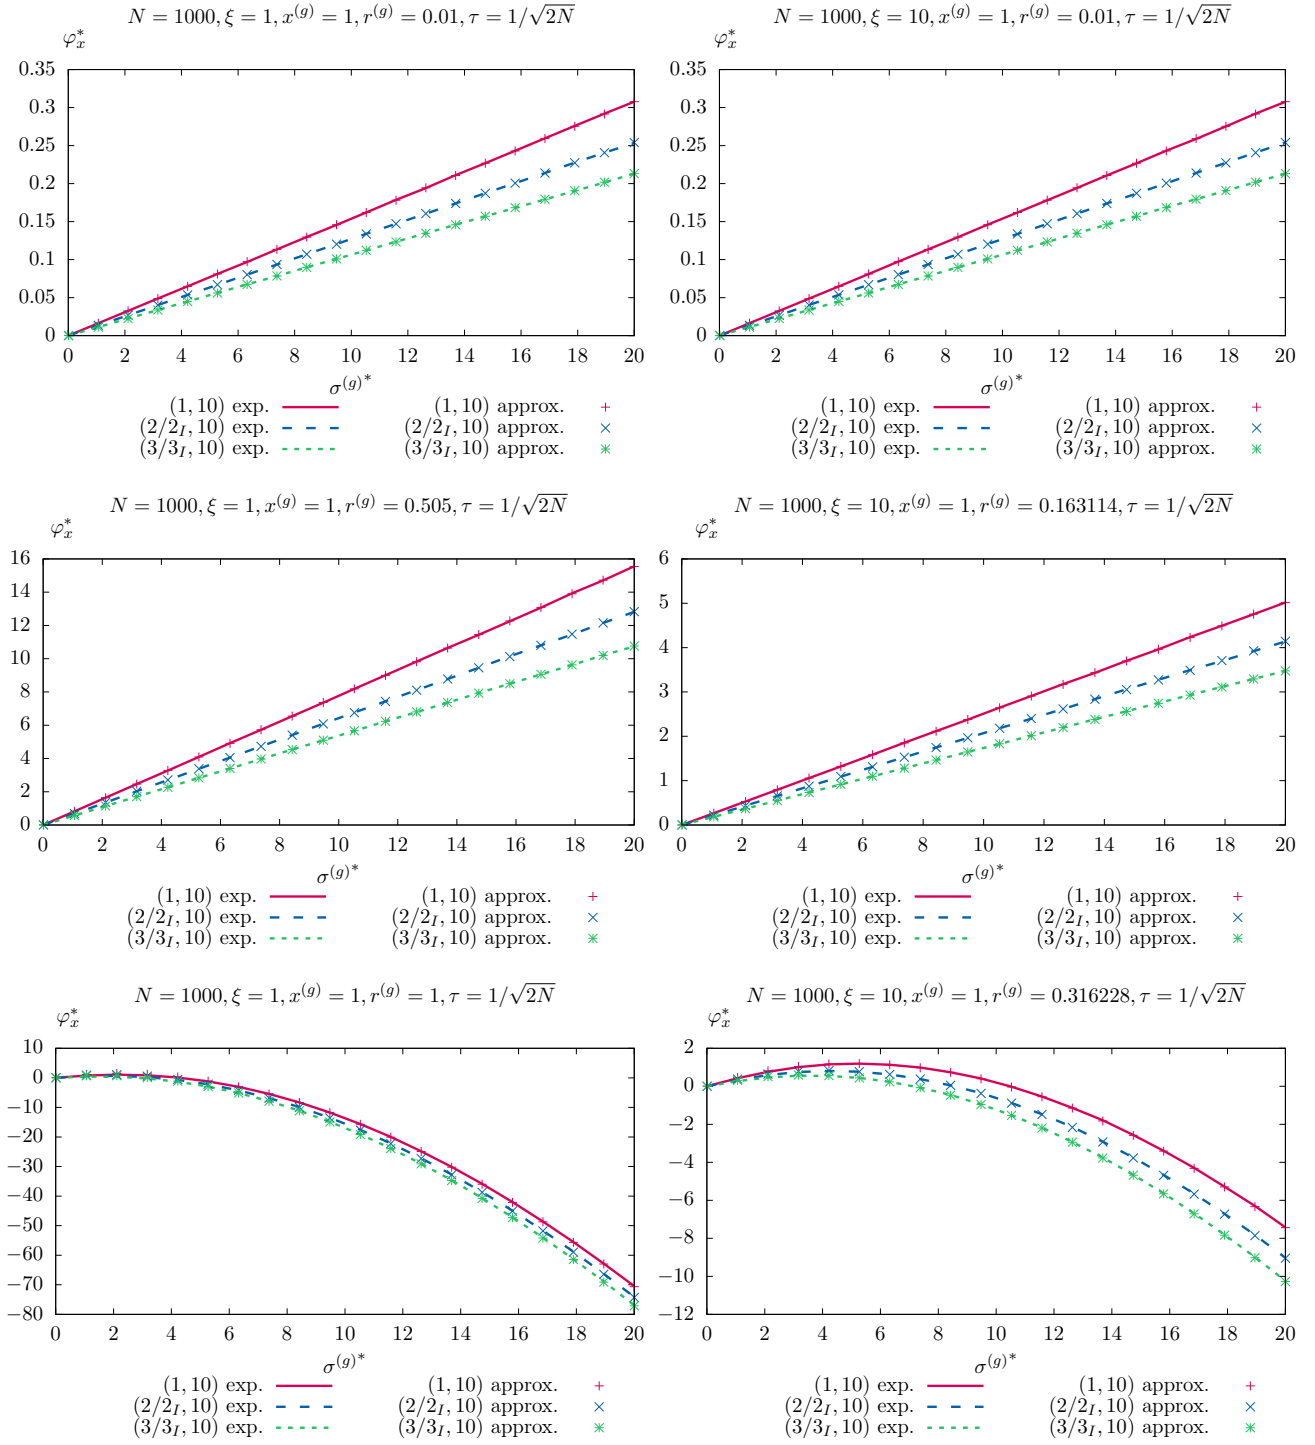 N = 1000, ξ = 1, x^(g) = 1, r^(g) = 0.01, τ = 1/√2N
φ*_x
0.35
0.3
0.25
0.2
0.15
0.1
0.05
0
0 2 4 6 8 10 12 14 16 18 20
σ^(g)*
(1, 10) exp. (1, 10) approx.
(2/2_I, 10) exp. (2/2_I, 10) approx.
(3/3_I, 10) exp. (3/3_I, 10) approx.
N = 1000, ξ = 10, x^(g) = 1, r^(g) = 0.01, τ = 1/√2N
φ*_x
0.35
0.3
0.25
0.2
0.15
0.1
0.05
0
0 2 4 6 8 10 12 14 16 18 20
σ^(g)*
(1, 10) exp. (1, 10) approx.
(2/2_I, 10) exp. (2/2_I, 10) approx.
(3/3_I, 10) exp. (3/3_I, 10) approx.
N = 1000, ξ = 1, x^(g) = 1, r^(g) = 0.505, τ = 1/√2N
φ*_x
16
14
12
10
8
6
4
2
0
0 2 4 6 8 10 12 14 16 18 20
σ^(g)*
(1, 10) exp. (1, 10) approx.
(2/2_I, 10) exp. (2/2_I, 10) approx.
(3/3_I, 10) exp. (3/3_I, 10) approx.
N = 1000, ξ = 10, x^(g) = 1, r^(g) = 0.163114, τ = 1/√2N
φ*_x
6
5
4
3
2
1
0
0 2 4 6 8 10 12 14 16 18 20
σ^(g)*
(1, 10) exp. (1, 10) approx.
(2/2_I, 10) exp. (2/2_I, 10) approx.
(3/3_I, 10) exp. (3/3_I, 10) approx.
N = 1000, ξ = 1, x^(g) = 1, r^(g) = 1, τ = 1/√2N
φ*_x
10
0
−10
−20
−30
−40
−50
−60
−70
−80
0 2 4 6 8 10 12 14 16 18 20
σ^(g)*
(1, 10) exp. (1, 10) approx.
(2/2_I, 10) exp. (2/2_I, 10) approx.
(3/3_I, 10) exp. (3/3_I, 10) approx.
N = 1000, ξ = 10, x^(g) = 1, r^(g) = 0.316228, τ = 1/√2N
φ*_x
2
0
−2
−4
−6
−8
−10
−12
0 2 4 6 8 10 12 14 16 18 20
σ^(g)*
(1, 10) exp. (1, 10) approx.
(2/2_I, 10) exp. (2/2_I, 10) approx.
(3/3_I, 10) exp. (3/3_I, 10) approx.